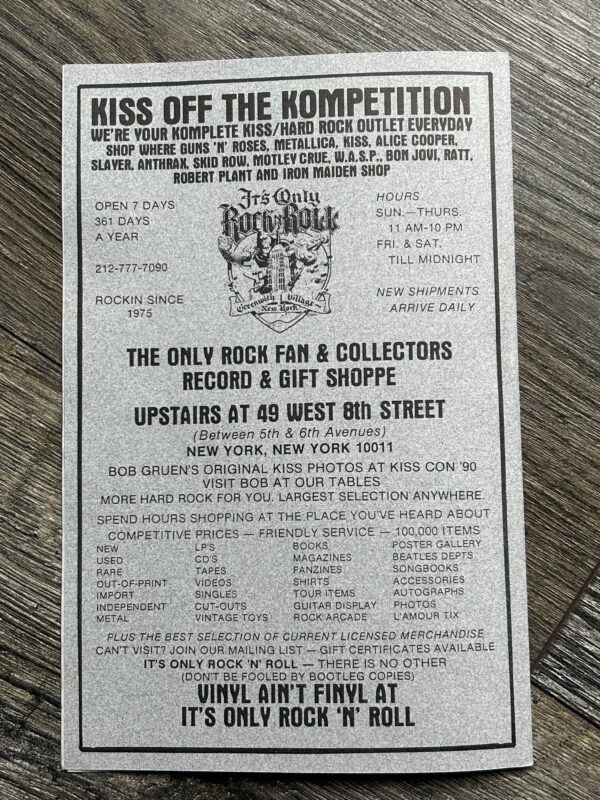 KISS OFF THE KOMPETITION
WE'RE YOUR KOMPLETE KISS/HARD ROCK OUTLET EVERYDAY
SHOP WHERE GUNS 'N' ROSES, METALLICA, KISS, ALICE COOPER,
SLAYER, ANTHRAK, SKID ROW, MOTLEY CRUE, W.A.S.P., BON JOVI, RATT,
ROBERT PLANT AND IRON MAIDEN SHOP
OPEN 7 DAYS
361 DAYS
A YEAR
212-777-7090
ROCKIN SINCE
1975
It's Only
Rock 'n' Roll
Greenwich Village
New York
HOURS
SUN.—THURS.
11 AM-10 PM
FRI. & SAT.
TILL MIDNIGHT
NEW SHIPMENTS
ARRIVE DAILY
THE ONLY ROCK FAN & COLLECTORS
RECORD & GIFT SHOPPE
UPSTAIRS AT 49 WEST 8th STREET
(Between 5th & 6th Avenues)
NEW YORK, NEW YORK 10011
BOB GRUEN'S ORIGINAL KISS PHOTOS AT KISS CON '90
VISIT BOB AT OUR TABLES
MORE HARD ROCK FOR YOU. LARGEST SELECTION ANYWHERE.
SPEND HOURS SHOPPING AT THE PLACE YOU'VE HEARD ABOUT
COMPETITIVE PRICES — FRIENDLY SERVICE — 100,000 ITEMS
NEW LP'S BOOKS POSTER GALLERY
USED CD'S MAGAZINES BEATLES DEPTS
RARE TAPES FANZINES SONGBOOKS
OUT-OF-PRINT VIDEOS SHIRTS ACCESSORIES
IMPORT SINGLES TOUR ITEMS AUTOGRAPHS
INDEPENDENT CUT-OUTS GUITAR DISPLAY PHOTOS
METAL VINTAGE TOYS ROCK ARCADE L'AMOUR TIX
PLUS THE BEST SELECTION OF CURRENT LICENSED MERCHANDISE
CAN'T VISIT? JOIN OUR MAILING LIST — GIFT CERTIFICATES AVAILABLE
IT'S ONLY ROCK 'N' ROLL — THERE IS NO OTHER
(DON'T BE FOOLED BY BOOTLEG COPIES)
VINYL AIN'T FINYL AT
IT'S ONLY ROCK 'N' ROLL